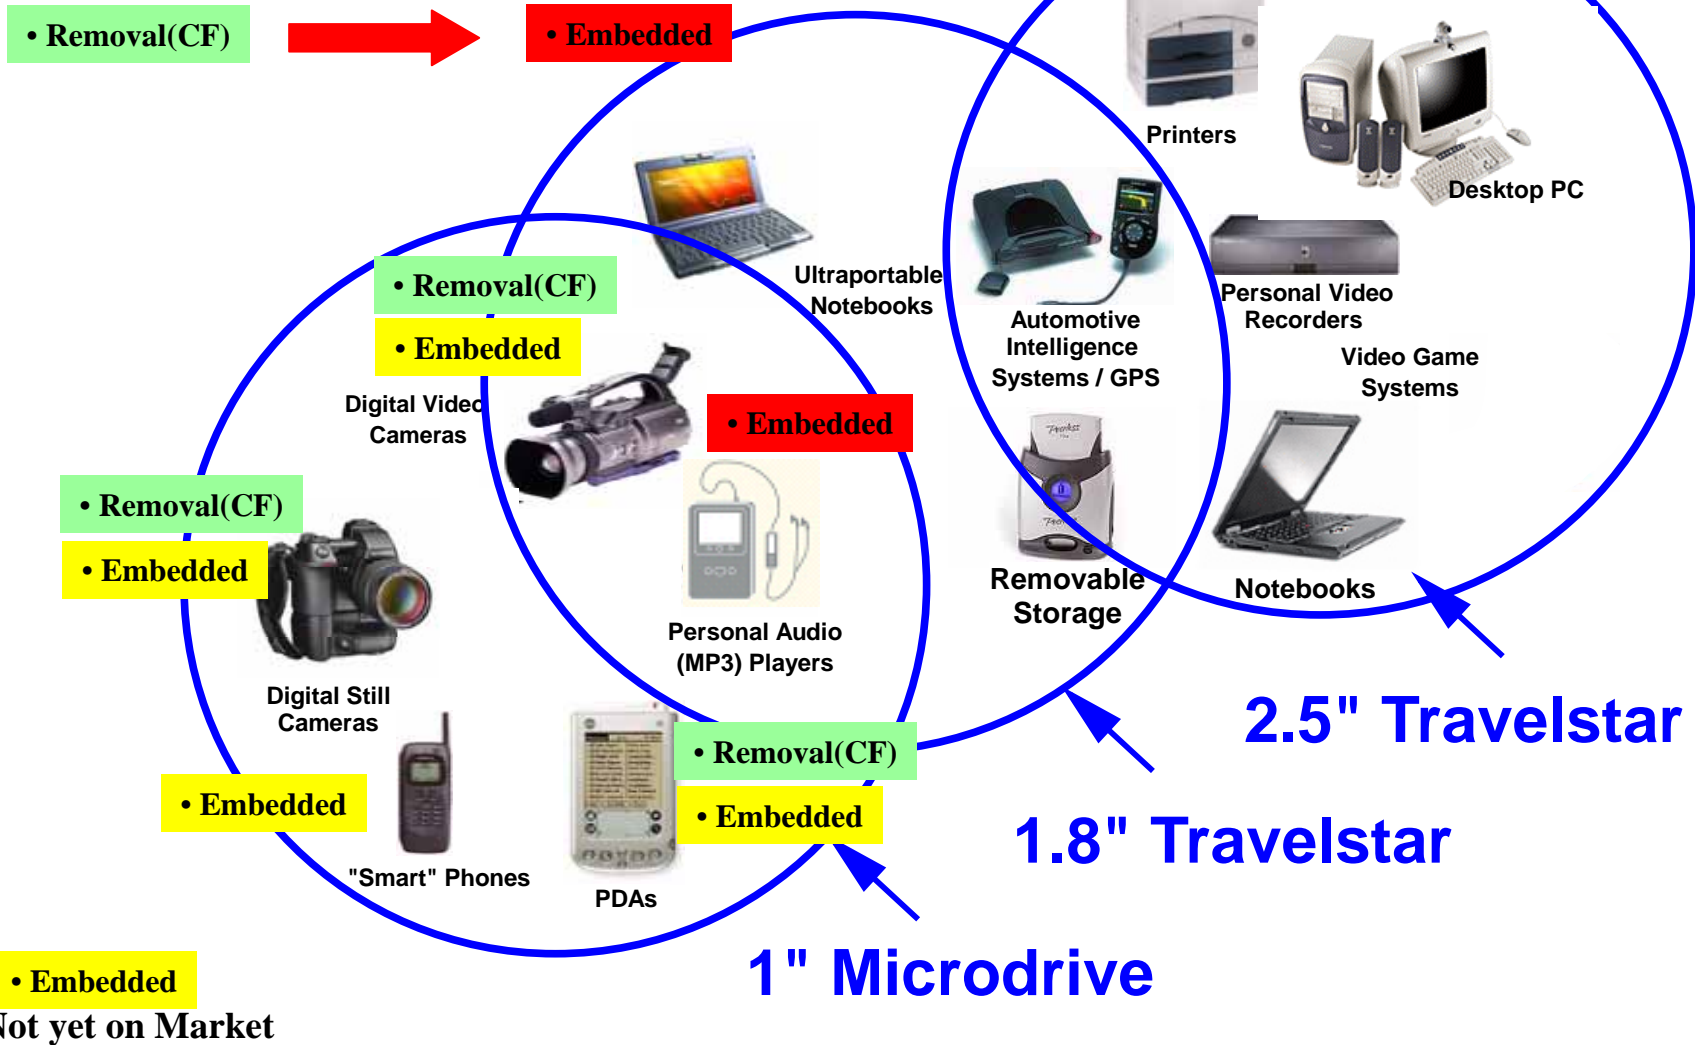 • Removal(CF)
• Embedded
Printers
Desktop PC
Ultraportable
Notebooks
Automotive
Intelligence
Systems / GPS
Personal Video
Recorders
Video Game
Systems
• Removal(CF)
• Embedded
Digital Video
Cameras
• Embedded
Peerless
• Removal(CF)
• Embedded
Personal Audio
(MP3) Players
Removable
Storage
Notebooks
Digital Still
Cameras
2.5" Travelstar
• Removal(CF)
• Embedded
• Embedded
1.8" Travelstar
"Smart" Phones
PDAs
1" Microdrive
• Embedded
Not yet on Market